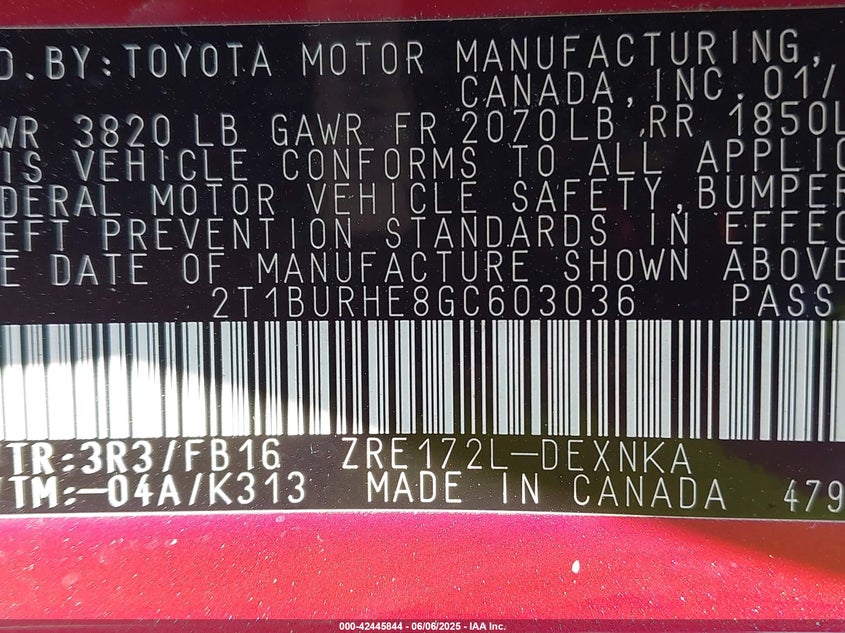 D.BY:TOYOTA MOTOR MANUFACTURING,
CANADA,INC.01/
WR 3820LB GAWR FR 2070LB RR 1850L
IS VEHICLE CONFORMS TO ALL APPLIC
DERAL MOTOR VEHICLE SAFETY,BUMPER
EFT PREVENTION STANDARDS IN EFFEC
E DATE OF MANUFACTURE SHOWN ABOVE
2T1BURHE8GC603036 PASS
TR:3R3/FB16 ZRE172L-DEXNKA
TM:-04A/K313 MADE IN CANADA 479
000-42445844 - 06/06/2025 - IAA Inc.